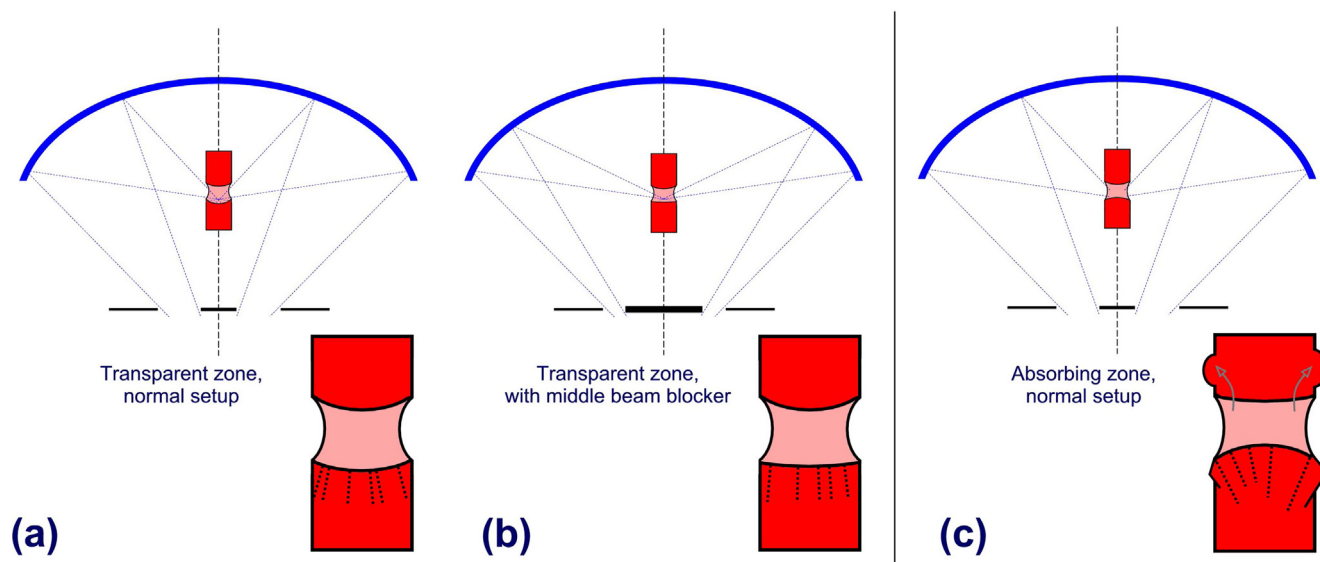 Transparent zone,
normal setup
(a)
Transparent zone,
with middle beam blocker
(b)
Absorbing zone,
normal setup
(c)